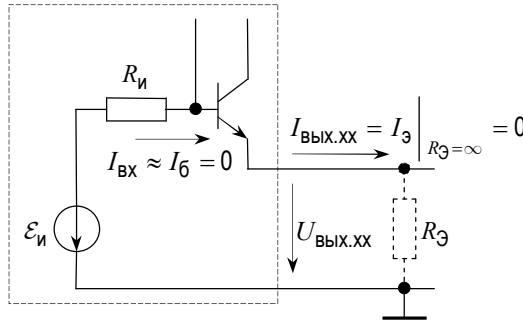 Rи
Iвых.хх = Iэ | Rэ=∞ = 0
Iвх ≈ Iб = 0
ℰи
Uвых.хх
Rэ